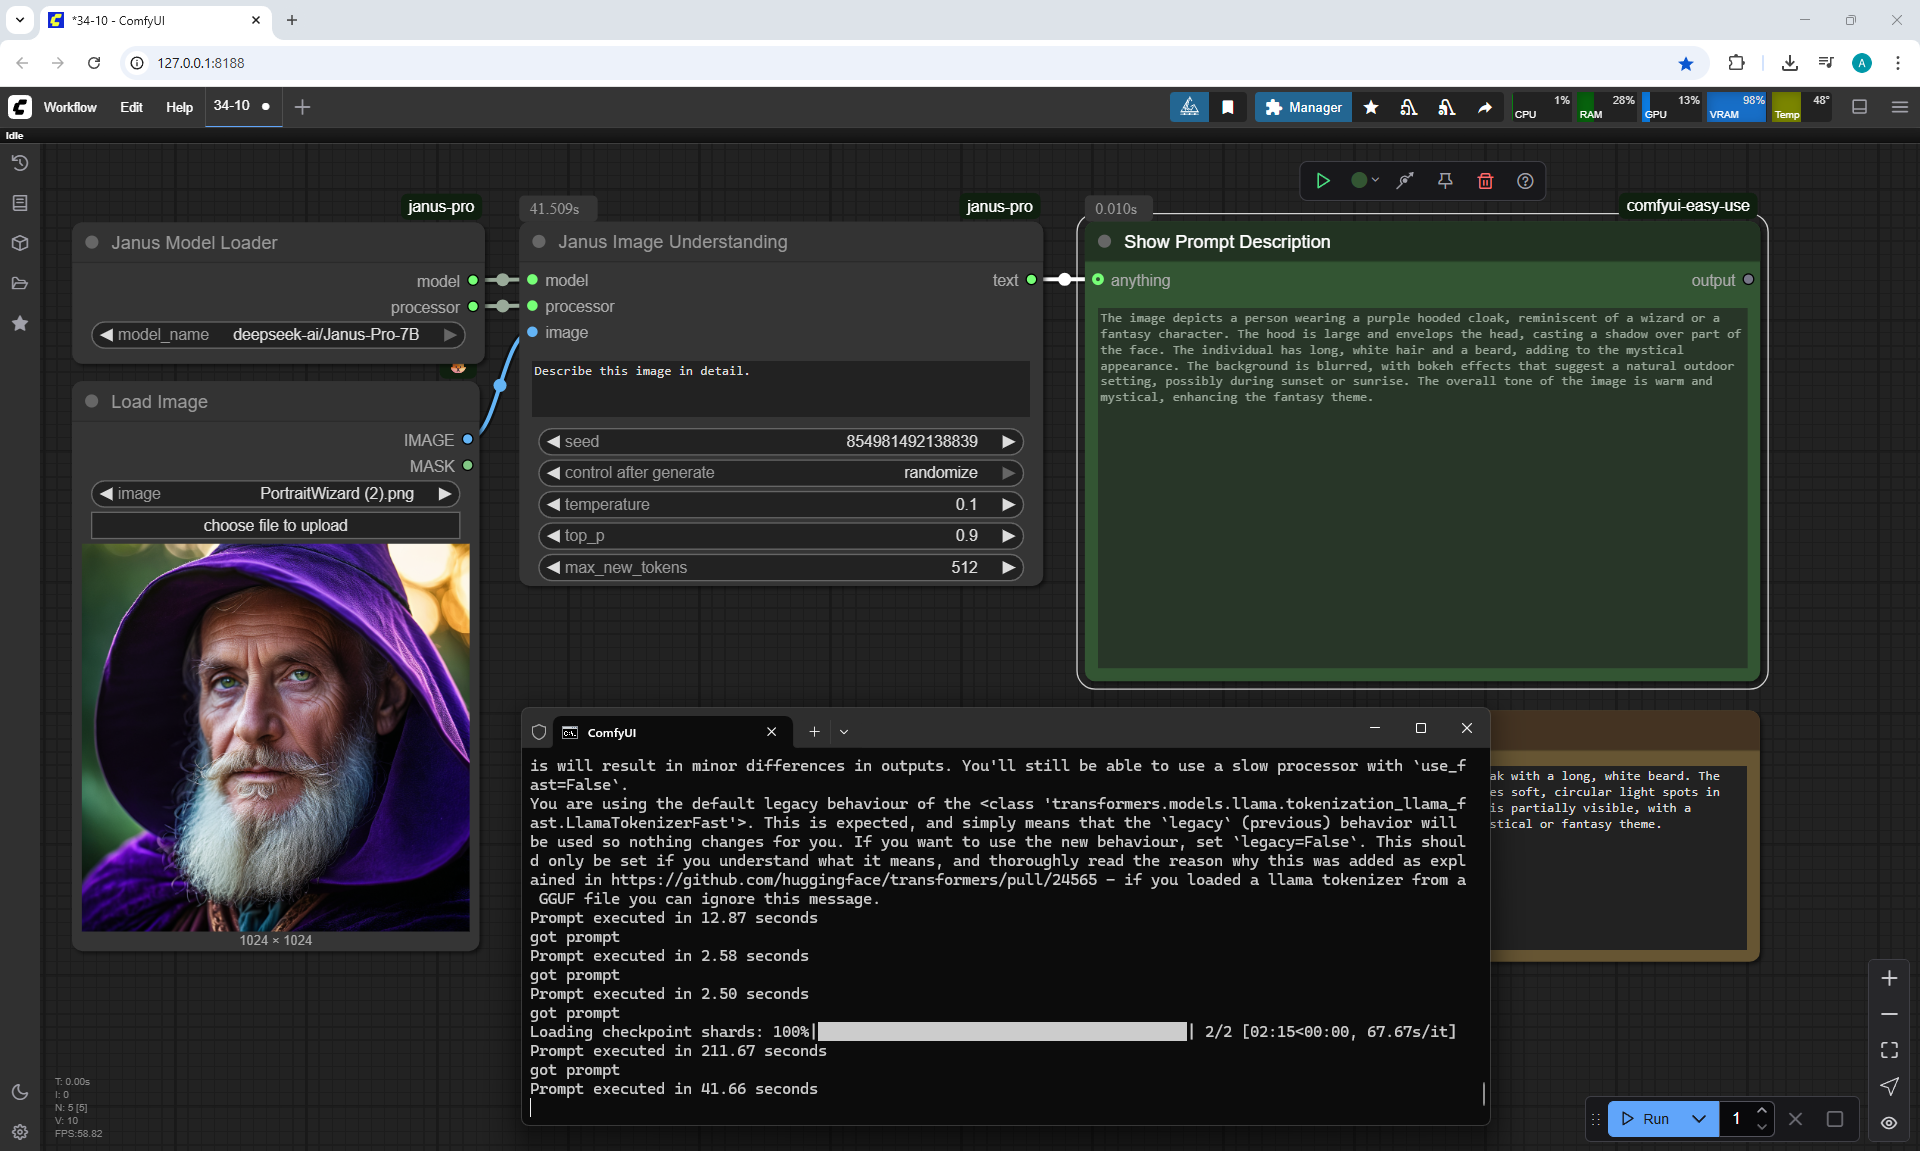 *34-10 - ComfyUI
127.0.0.1:8188
Workflow Edit Help 34-10
Manager
CPU 1% RAM 28% GPU 13% VRAM 98% Temp 48°
Idle
janus-pro
Janus Model Loader
model
processor
model_name deepseek-ai/Janus-Pro-7B
Load Image
IMAGE
MASK
image PortraitWizard (2).png
choose file to upload
1024 × 1024
41.509s
janus-pro
Janus Image Understanding
model text
processor
image
Describe this image in detail.
seed 854981492138839
control after generate randomize
temperature 0.1
top_p 0.9
max_new_tokens 512
0.010s
comfyui-easy-use
Show Prompt Description
anything output
The image depicts a person wearing a purple hooded cloak, reminiscent of a wizard or a
fantasy character. The hood is large and envelops the head, casting a shadow over part of
the face. The individual has long, white hair and a beard, adding to the mystical
appearance. The background is blurred, with bokeh effects that suggest a natural outdoor
setting, possibly during sunset or sunrise. The overall tone of the image is warm and
mystical, enhancing the fantasy theme.
ComfyUI
is will result in minor differences in outputs. You'll still be able to use a slow processor with `use_f
ast=False`.
You are using the default legacy behaviour of the <class 'transformers.models.llama.tokenization_llama_f
ast.LlamaTokenizerFast'>. This is expected, and simply means that the `legacy` (previous) behavior will
be used so nothing changes for you. If you want to use the new behaviour, set `legacy=False`. This shoul
d only be set if you understand what it means, and thoroughly read the reason why this was added as expl
ained in https://github.com/huggingface/transformers/pull/24565 - if you loaded a llama tokenizer from a
GGUF file you can ignore this message.
Prompt executed in 12.87 seconds
got prompt
Prompt executed in 2.58 seconds
got prompt
Prompt executed in 2.50 seconds
got prompt
Loading checkpoint shards: 100%| | 2/2 [02:15<00:00, 67.67s/it]
Prompt executed in 211.67 seconds
got prompt
Prompt executed in 41.66 seconds
ak with a long, white beard. The
es soft, circular light spots in
is partially visible, with a
stical or fantasy theme.
T: 0.00s
I: 0
N: 5 [5]
V: 10
FPS:58.82
Run 1